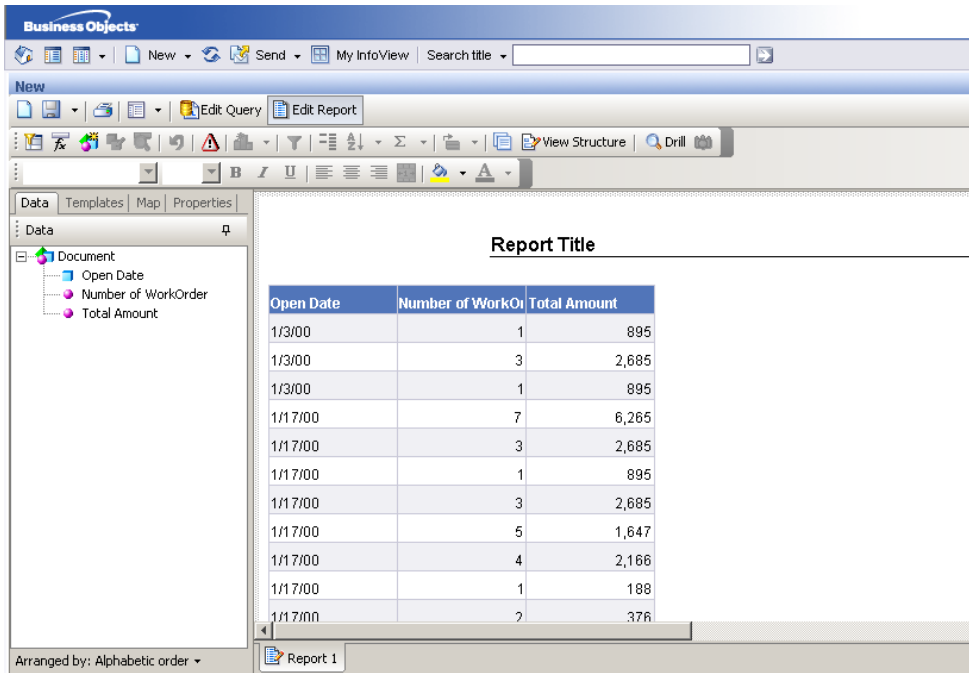 Business Objects
New Send My InfoView Search title
New
Edit Query Edit Report
Σ View Structure Drill
B I U A
Data Templates Map Properties
Data
Document
Open Date
Number of WorkOrder
Total Amount
Report Title
Open Date Number of WorkOr Total Amount
1/3/00 1 895
1/3/00 3 2,685
1/3/00 1 895
1/17/00 7 6,265
1/17/00 3 2,685
1/17/00 1 895
1/17/00 3 2,685
1/17/00 5 1,647
1/17/00 4 2,166
1/17/00 1 188
1/17/00 2 376
Arranged by: Alphabetic order
Report 1